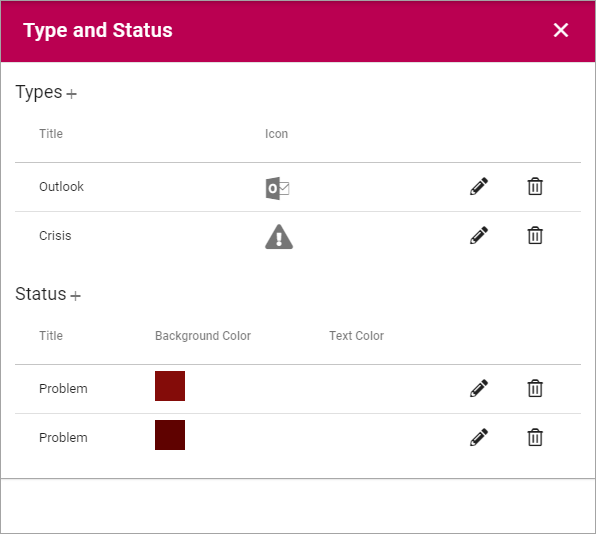 Type and Status
Types +
Title Icon
Outlook
Crisis
Status +
Title Background Color Text Color
Problem
Problem